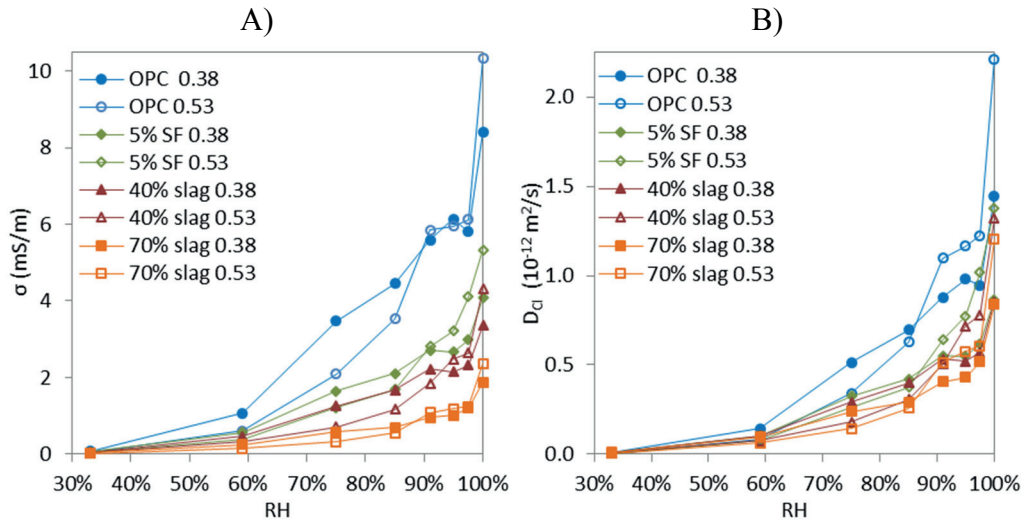 A)
σ (mS/m)
10
8
6
4
2
0
OPC 0.38
OPC 0.53
5% SF 0.38
5% SF 0.53
40% slag 0.38
40% slag 0.53
70% slag 0.38
70% slag 0.53
30% 40% 50% 60% 70% 80% 90% 100%
RH
B)
D_Cl (10⁻¹² m²/s)
2.0
1.5
1.0
0.5
0.0
OPC 0.38
OPC 0.53
5% SF 0.38
5% SF 0.53
40% slag 0.38
40% slag 0.53
70% slag 0.38
70% slag 0.53
30% 40% 50% 60% 70% 80% 90% 100%
RH